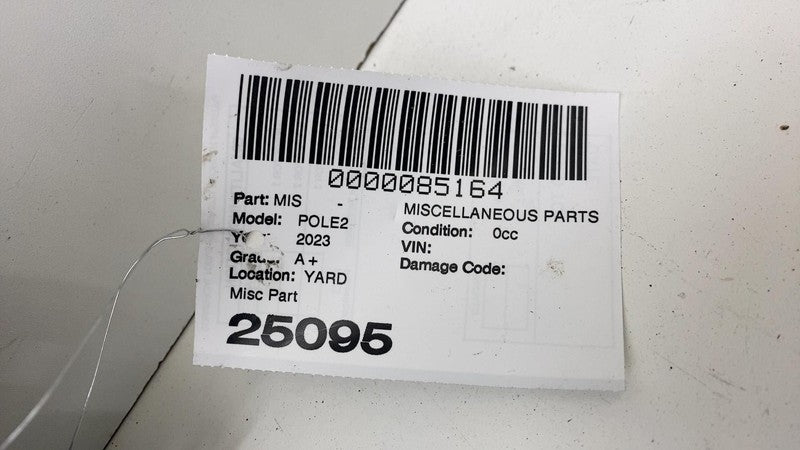 0000085164
Part: MIS - MISCELLANEOUS PARTS
Model: POLE2 Condition: 0cc
2023 VIN:
A+ Damage Code:
Location: YARD
Misc Part
25095